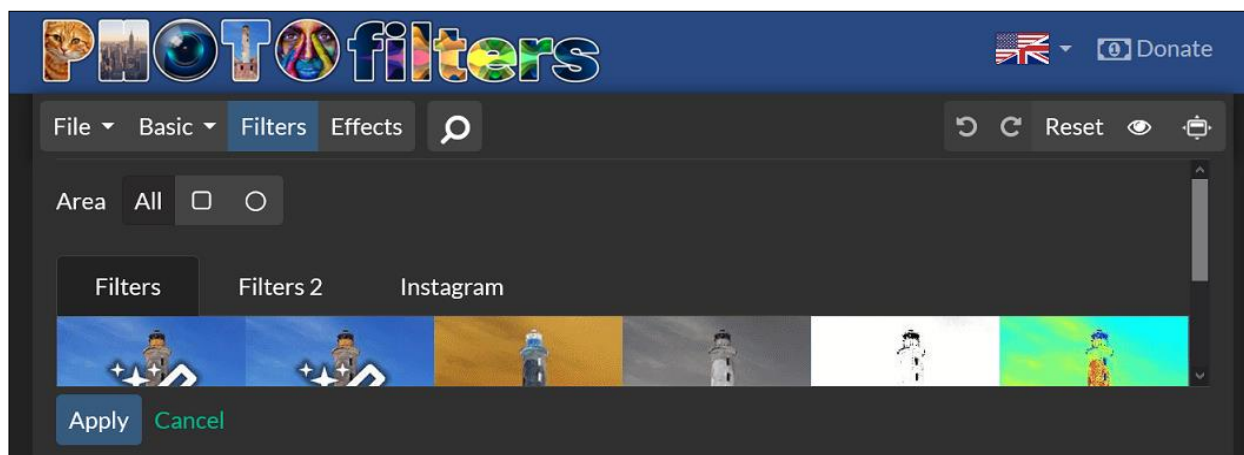 PHOTOfilters
Donate
File Basic Filters Effects Reset
Area All
Filters Filters 2 Instagram
Apply Cancel